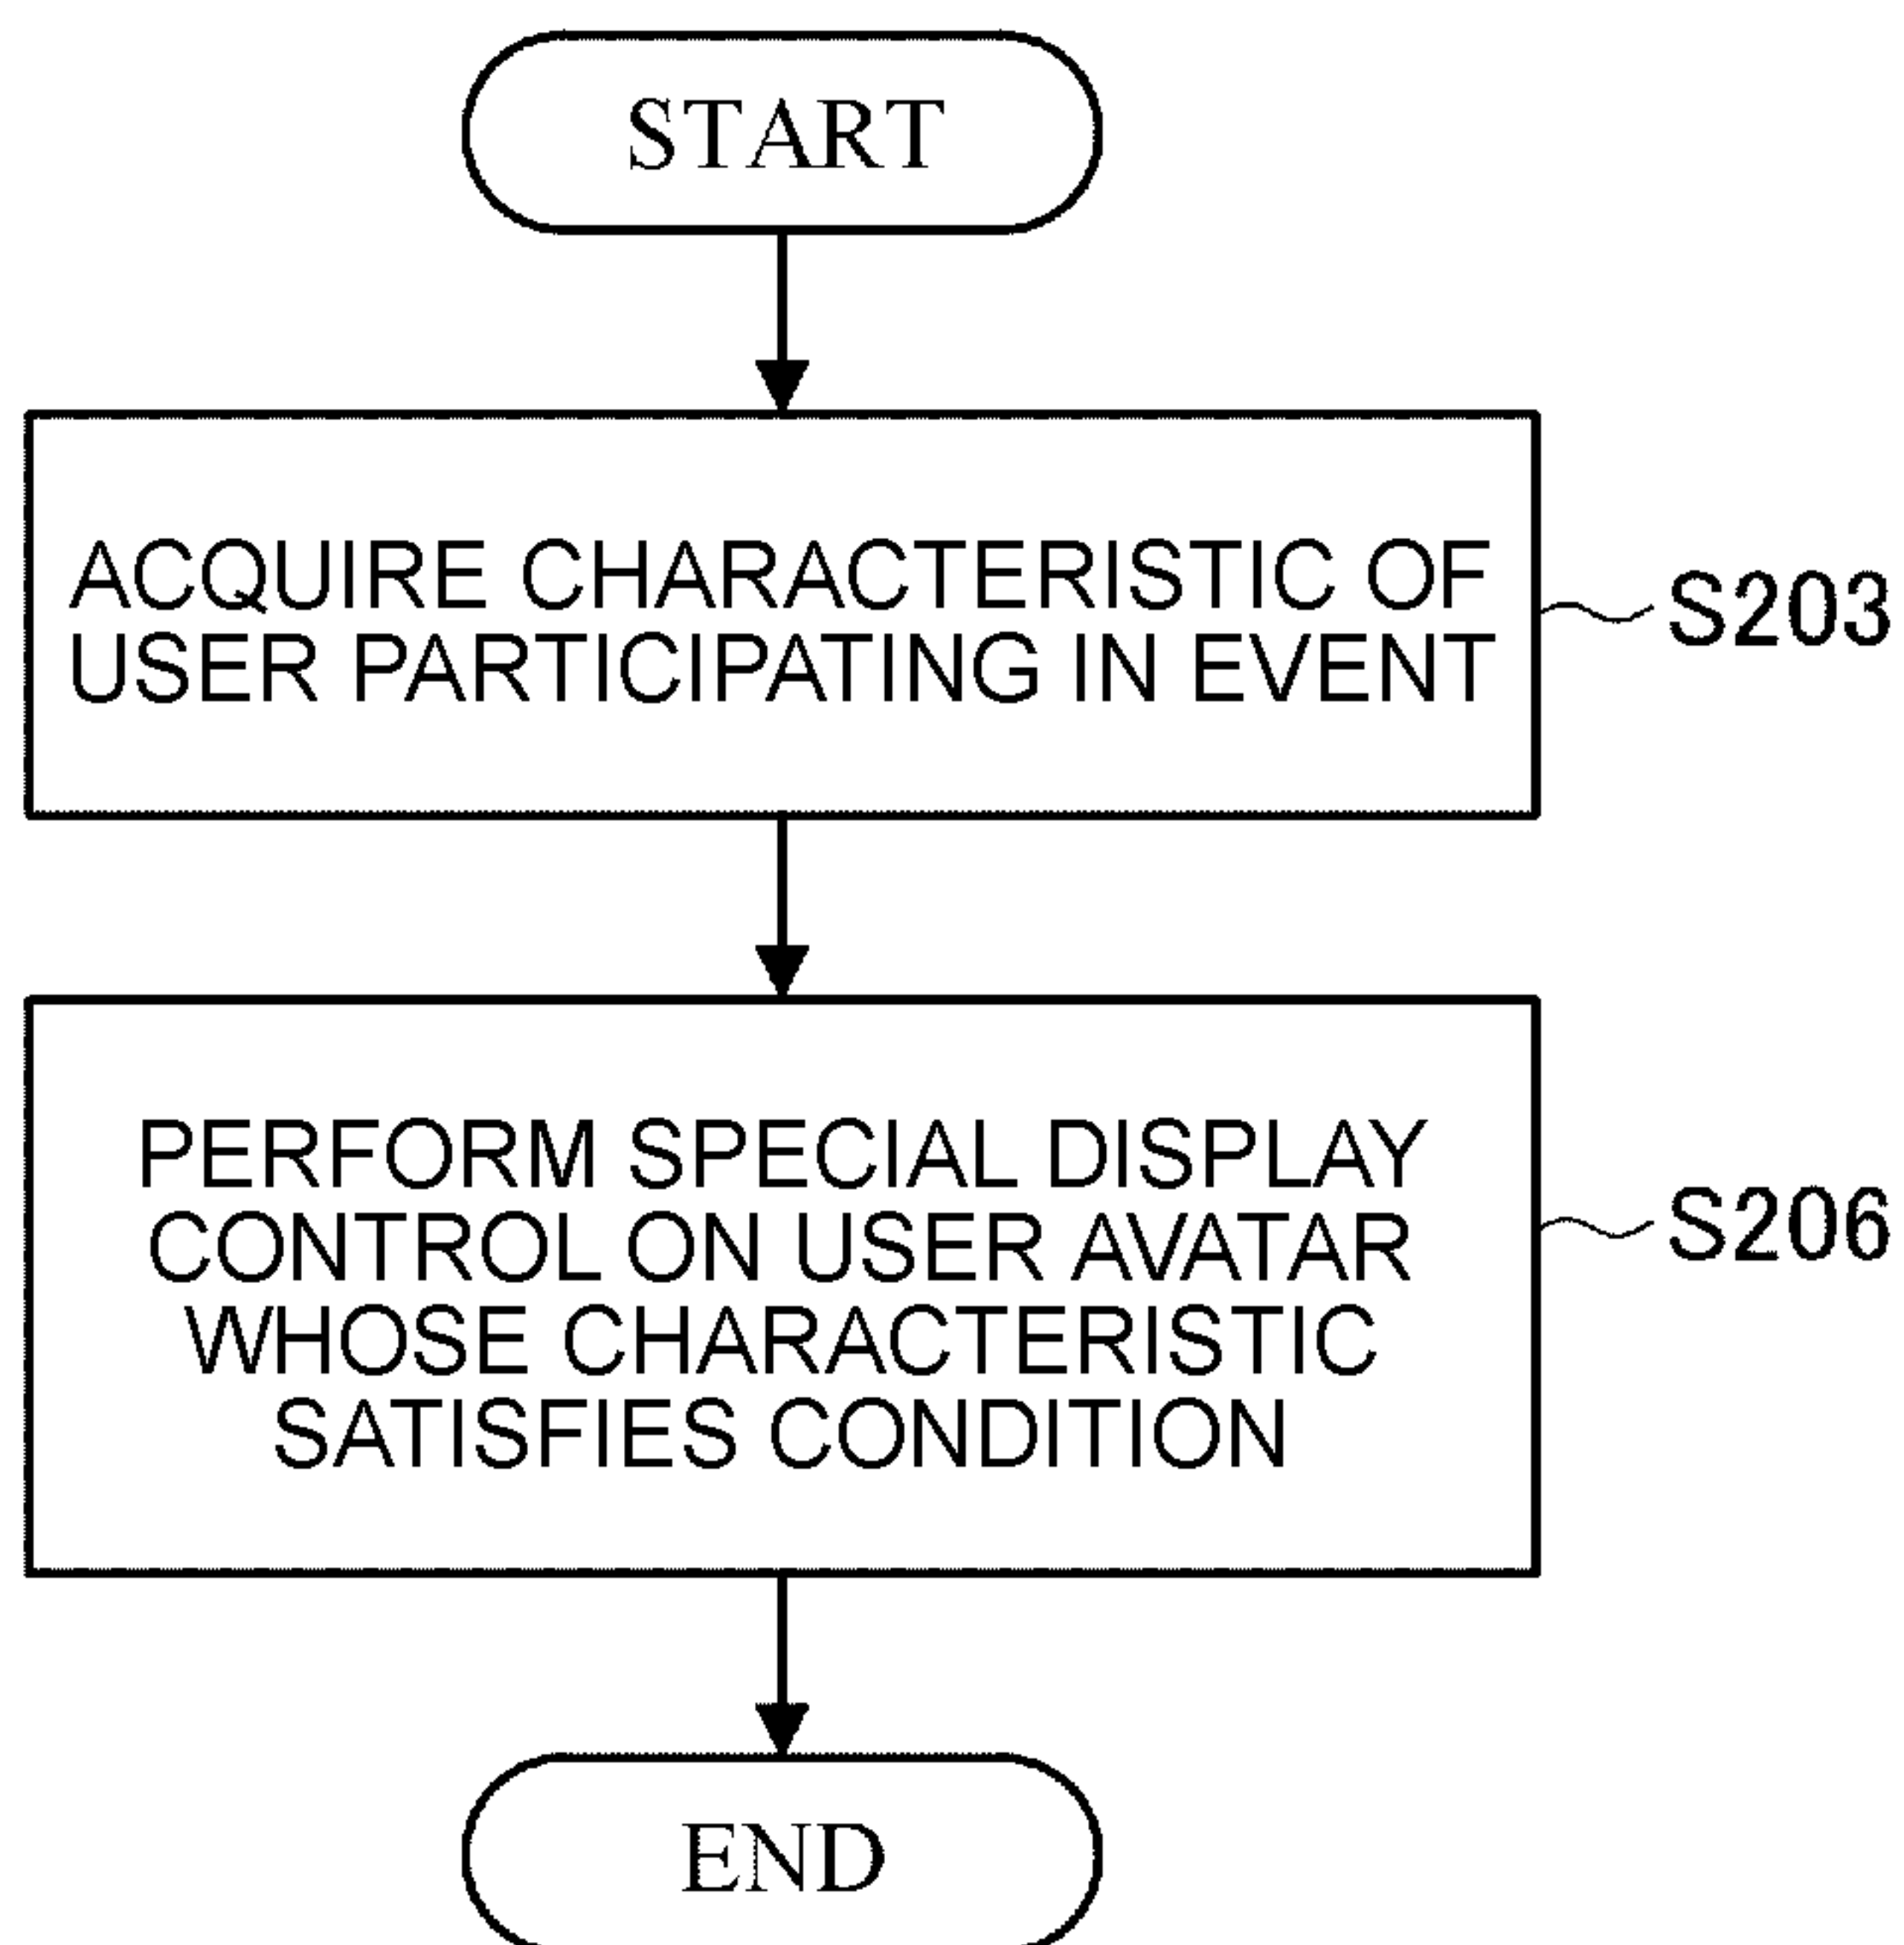 START
ACQUIRE CHARACTERISTIC OF
USER PARTICIPATING IN EVENT
S203
PERFORM SPECIAL DISPLAY
CONTROL ON USER AVATAR
WHOSE CHARACTERISTIC
SATISFIES CONDITION
S206
END